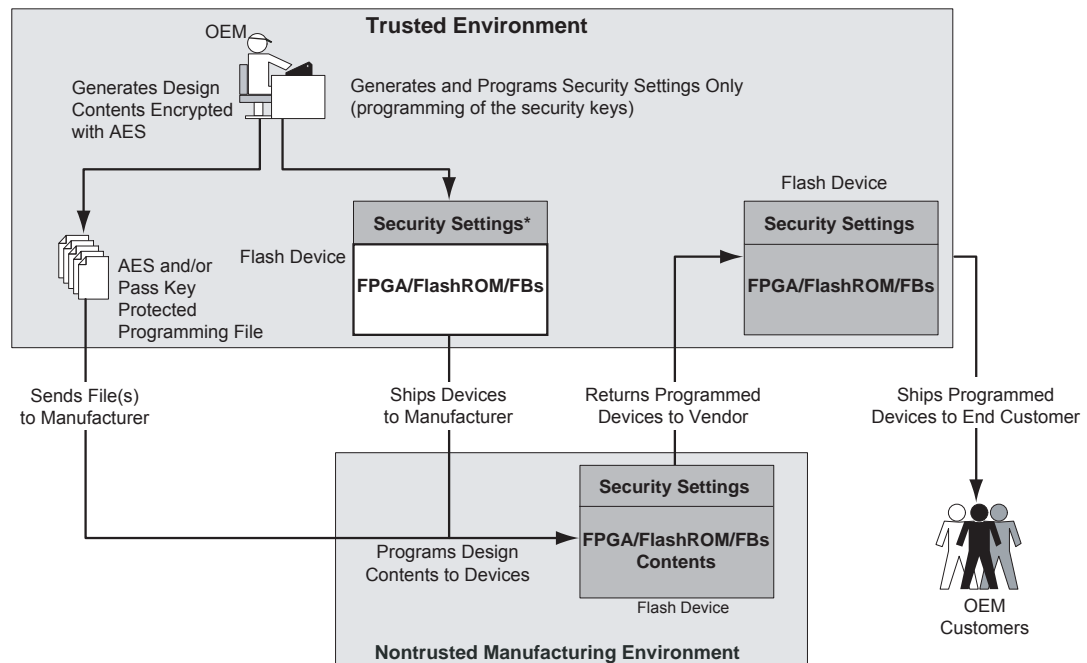 Trusted Environment
OEM
Generates Design
Contents Encrypted
with AES
Generates and Programs Security Settings Only
(programming of the security keys)
Flash Device
Security Settings*
FPGA/FlashROM/FBs
Flash Device
Security Settings
FPGA/FlashROM/FBs
AES and/or
Pass Key
Protected
Programming File
Sends File(s)
to Manufacturer
Ships Devices
to Manufacturer
Returns Programmed
Devices to Vendor
Ships Programmed
Devices to End Customer
Programs Design
Contents to Devices
Security Settings
FPGA/FlashROM/FBs
Contents
Flash Device
Nontrusted Manufacturing Environment
OEM
Customers